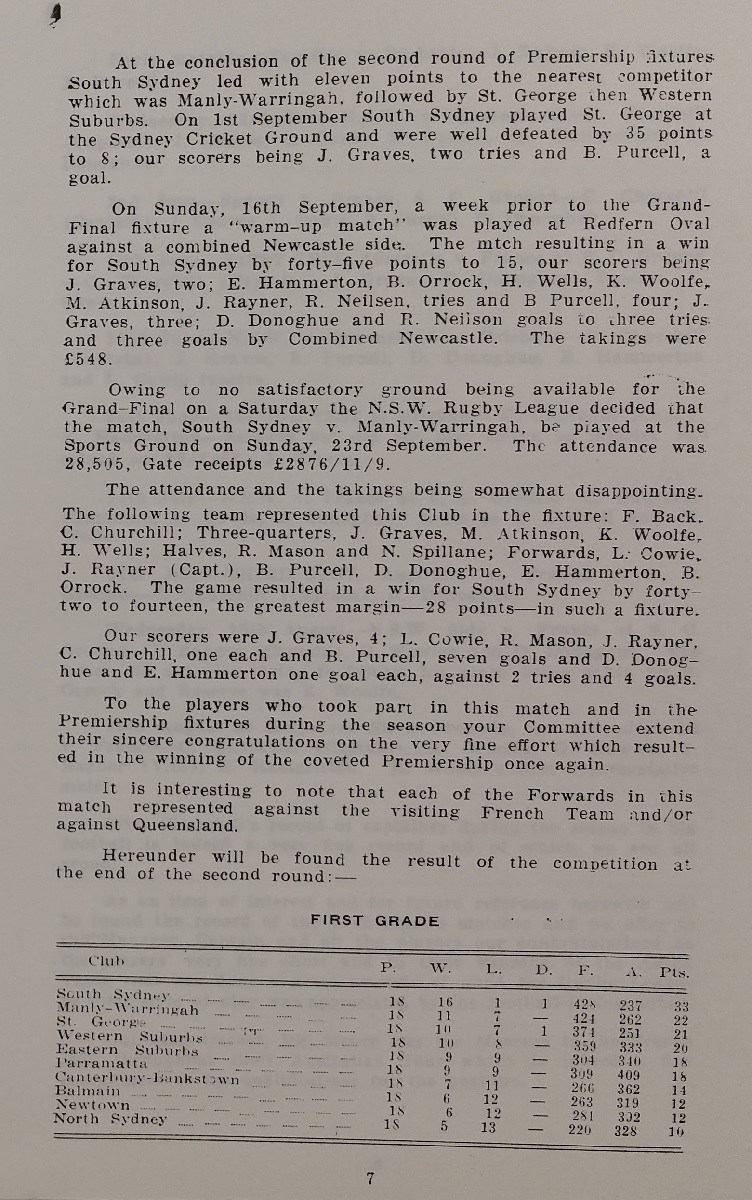 At the conclusion of the second round of Premiership fixtures
South Sydney led with eleven points to the nearest competitor
which was Manly-Warringah, followed by St. George then Western
Suburbs. On 1st September South Sydney played St. George at
the Sydney Cricket Ground and were well defeated by 35 points
to 8; our scorers being J. Graves, two tries and B. Purcell, a
goal.
On Sunday, 16th September, a week prior to the Grand-
Final fixture a "warm-up match" was played at Redfern Oval
against a combined Newcastle side. The mtch resulting in a win
for South Sydney by forty-five points to 15, our scorers being
J. Graves, two; E. Hammerton, B. Orrock, H. Wells, K. Woolfe,
M. Atkinson, J. Rayner, R. Neilsen, tries and B Purcell, four; J.
Graves, three; D. Donoghue and R. Neilson goals to three tries
and three goals by Combined Newcastle. The takings were
£548.
Owing to no satisfactory ground being available for the
Grand-Final on a Saturday the N.S.W. Rugby League decided that
the match, South Sydney v. Manly-Warringah, be played at the
Sports Ground on Sunday, 23rd September. The attendance was
28,505, Gate receipts £2876/11/9.
The attendance and the takings being somewhat disappointing.
The following team represented this Club in the fixture: F. Back,
C. Churchill; Three-quarters, J. Graves, M. Atkinson, K. Woolfe,
H. Wells; Halves, R. Mason and N. Spillane; Forwards, L. Cowie,
J. Rayner (Capt.), B. Purcell, D. Donoghue, E. Hammerton, B.
Orrock. The game resulted in a win for South Sydney by forty-
two to fourteen, the greatest margin—28 points—in such a fixture.
Our scorers were J. Graves, 4; L. Cowie, R. Mason, J. Rayner,
C. Churchill, one each and B. Purcell, seven goals and D. Donog-
hue and E. Hammerton one goal each, against 2 tries and 4 goals.
To the players who took part in this match and in the
Premiership fixtures during the season your Committee extend
their sincere congratulations on the very fine effort which result-
ed in the winning of the coveted Premiership once again.
It is interesting to note that each of the Forwards in this
match represented against the visiting French Team and/or
against Queensland.
Hereunder will be found the result of the competition at
the end of the second round:—
FIRST GRADE
Club P. W. L. D. F. A. Pts.
South Sydney 18 16 1 1 428 237 33
Manly-Warringah 18 11 7 — 424 262 22
St. George 18 10 7 1 374 251 21
Western Suburbs 18 10 8 — 359 333 20
Eastern Suburbs 18 9 9 — 304 340 18
Parramatta 18 9 9 — 309 409 18
Canterbury-Bankstown 18 7 11 — 266 362 14
Balmain 18 6 12 — 263 319 12
Newtown 18 6 12 — 281 392 12
North Sydney 18 5 13 — 220 328 10
7